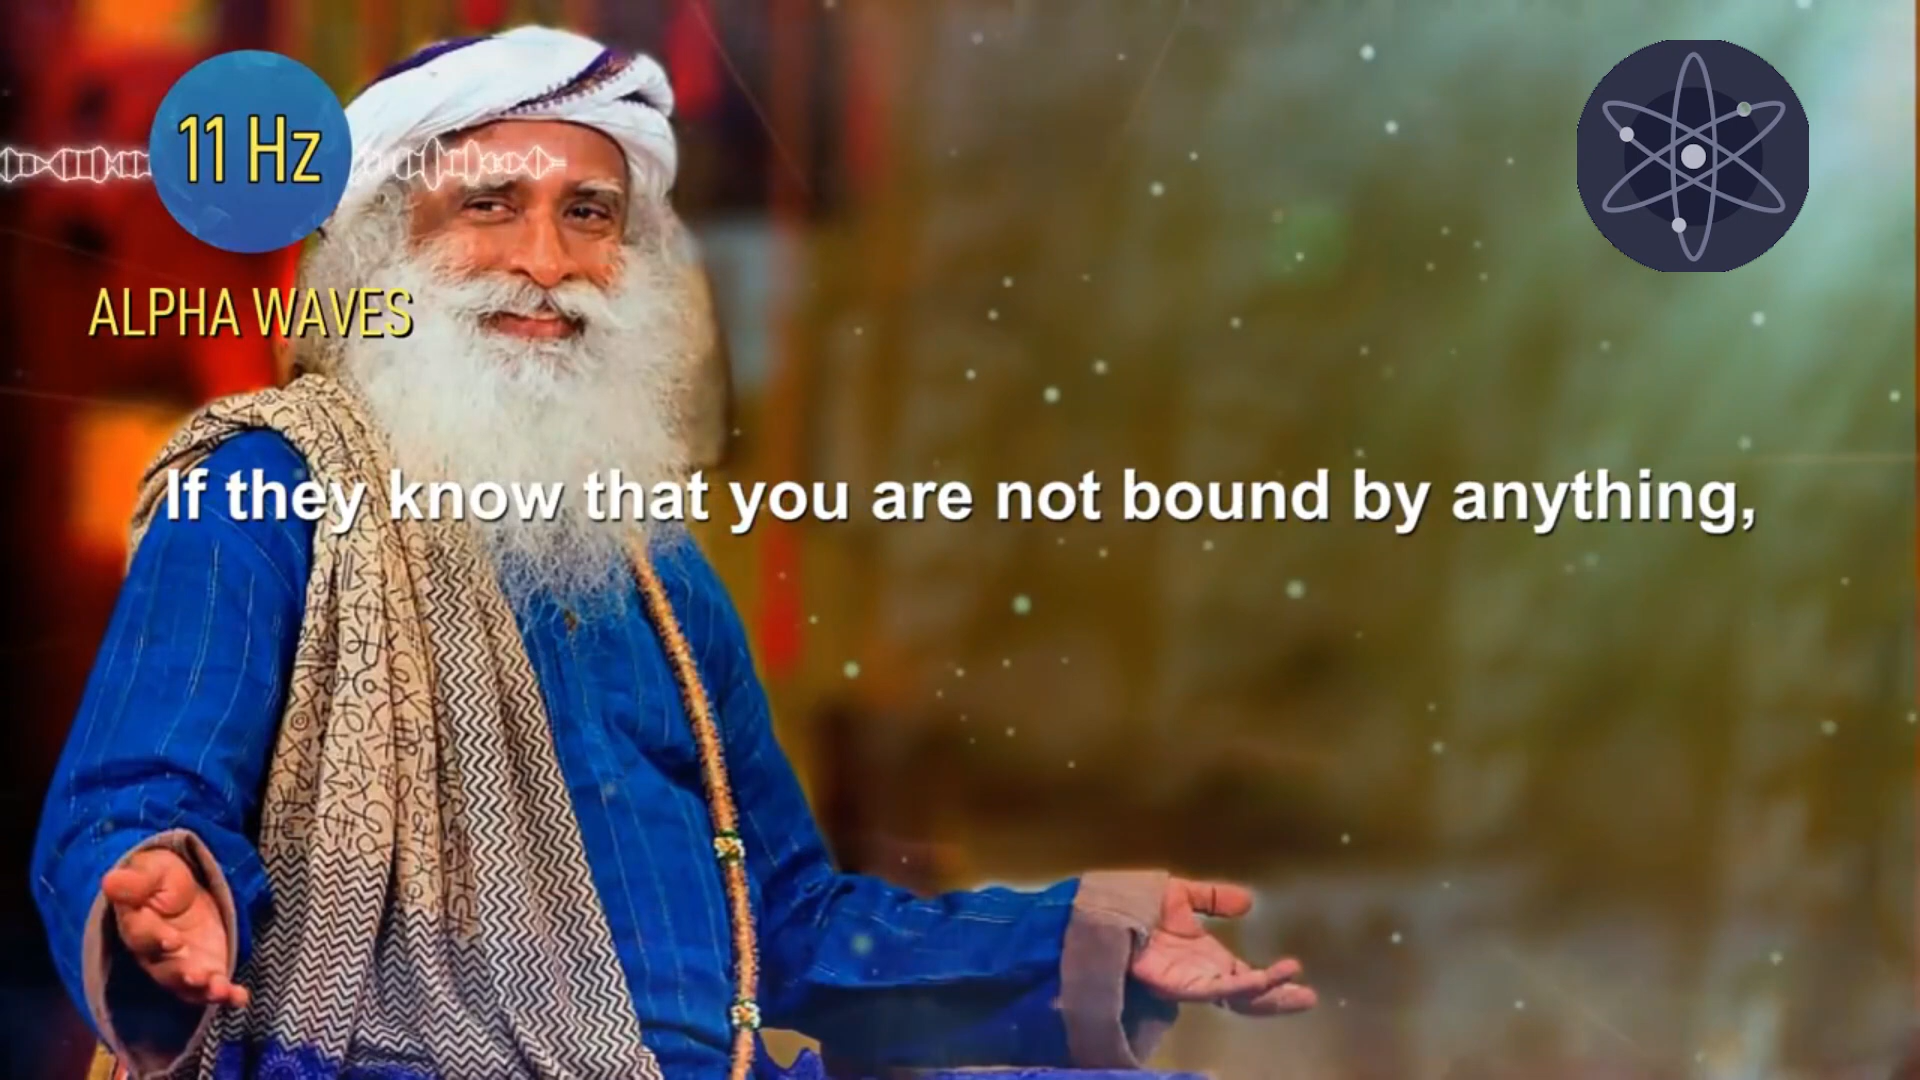 11 Hz
ALPHA WAVES
If they know that you are not bound by anything,